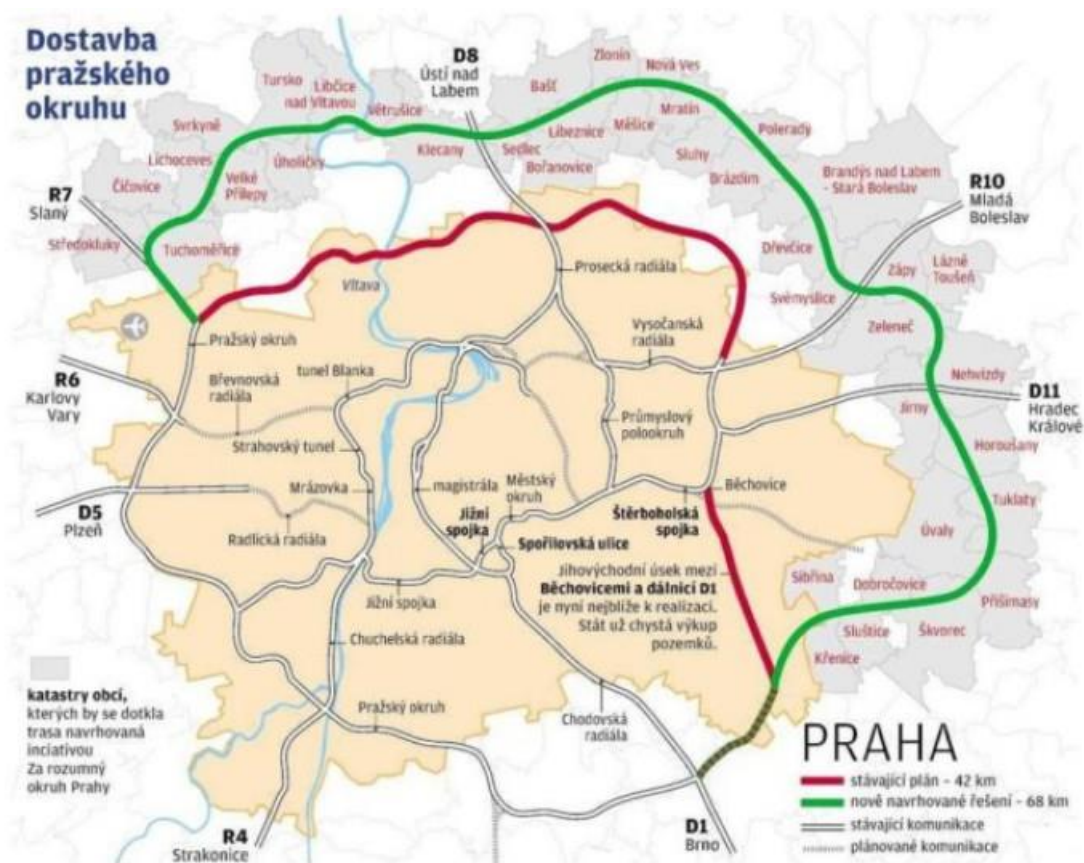 Dostavba
pražského
okruhu
D8
Ústí nad
Labem
Zlonín
Nová Ves
Bašť
Tursko
Libčice
nad Vltavou
Větrušice
Mratín
Měšice
Líbeznice
Polerady
Svrkyně
Klecany
Sedlec
Bořanovice
Sluhy
Brázdim
Lichoceves
Úholičky
Velké
Přílepy
Číčovice
Brandýs nad Labem
- Stará Boleslav
R10
Mladá
Boleslav
R7
Slaný
Středokluky
Tuchoměřice
Dřevčice
Zápy
Lázně
Toušeň
Vltava
Prosecká radiála
Svémyslice
Zeleneč
Pražský okruh
Vysočanská
radiála
Nehvizdy
R6
Karlovy
Vary
Břevnovská
radiála
tunel Blanka
D11
Hradec
Králové
Jirny
Průmyslový
polookruh
Strahovský tunel
Horoušany
Mrázovka
magistrála
Městský
okruh
Běchovice
Tuklaty
D5
Plzeň
Radlická radiála
Jižní
spojka
Štěrboholská
spojka
Úvaly
Spořilovská ulice
Jihovýchodní úsek mezi
Běchovicemi a dálnicí D1
je nyní nejblíže k realizaci.
Stát už chystá výkup
pozemků.
Sibřina
Dobročovice
Přišimasy
Jižní spojka
Sluštice
Škvorec
Křenice
Chuchelská radiála
katastry obcí,
kterých by se dotkla
trasa navrhovaná
inciativou
Za rozumný
okruh Prahy
Pražský okruh
Chodovská
radiála
PRAHA
stávající plán – 42 km
nově navrhované řešení – 68 km
stávající komunikace
plánované komunikace
R4
Strakonice
D1
Brno